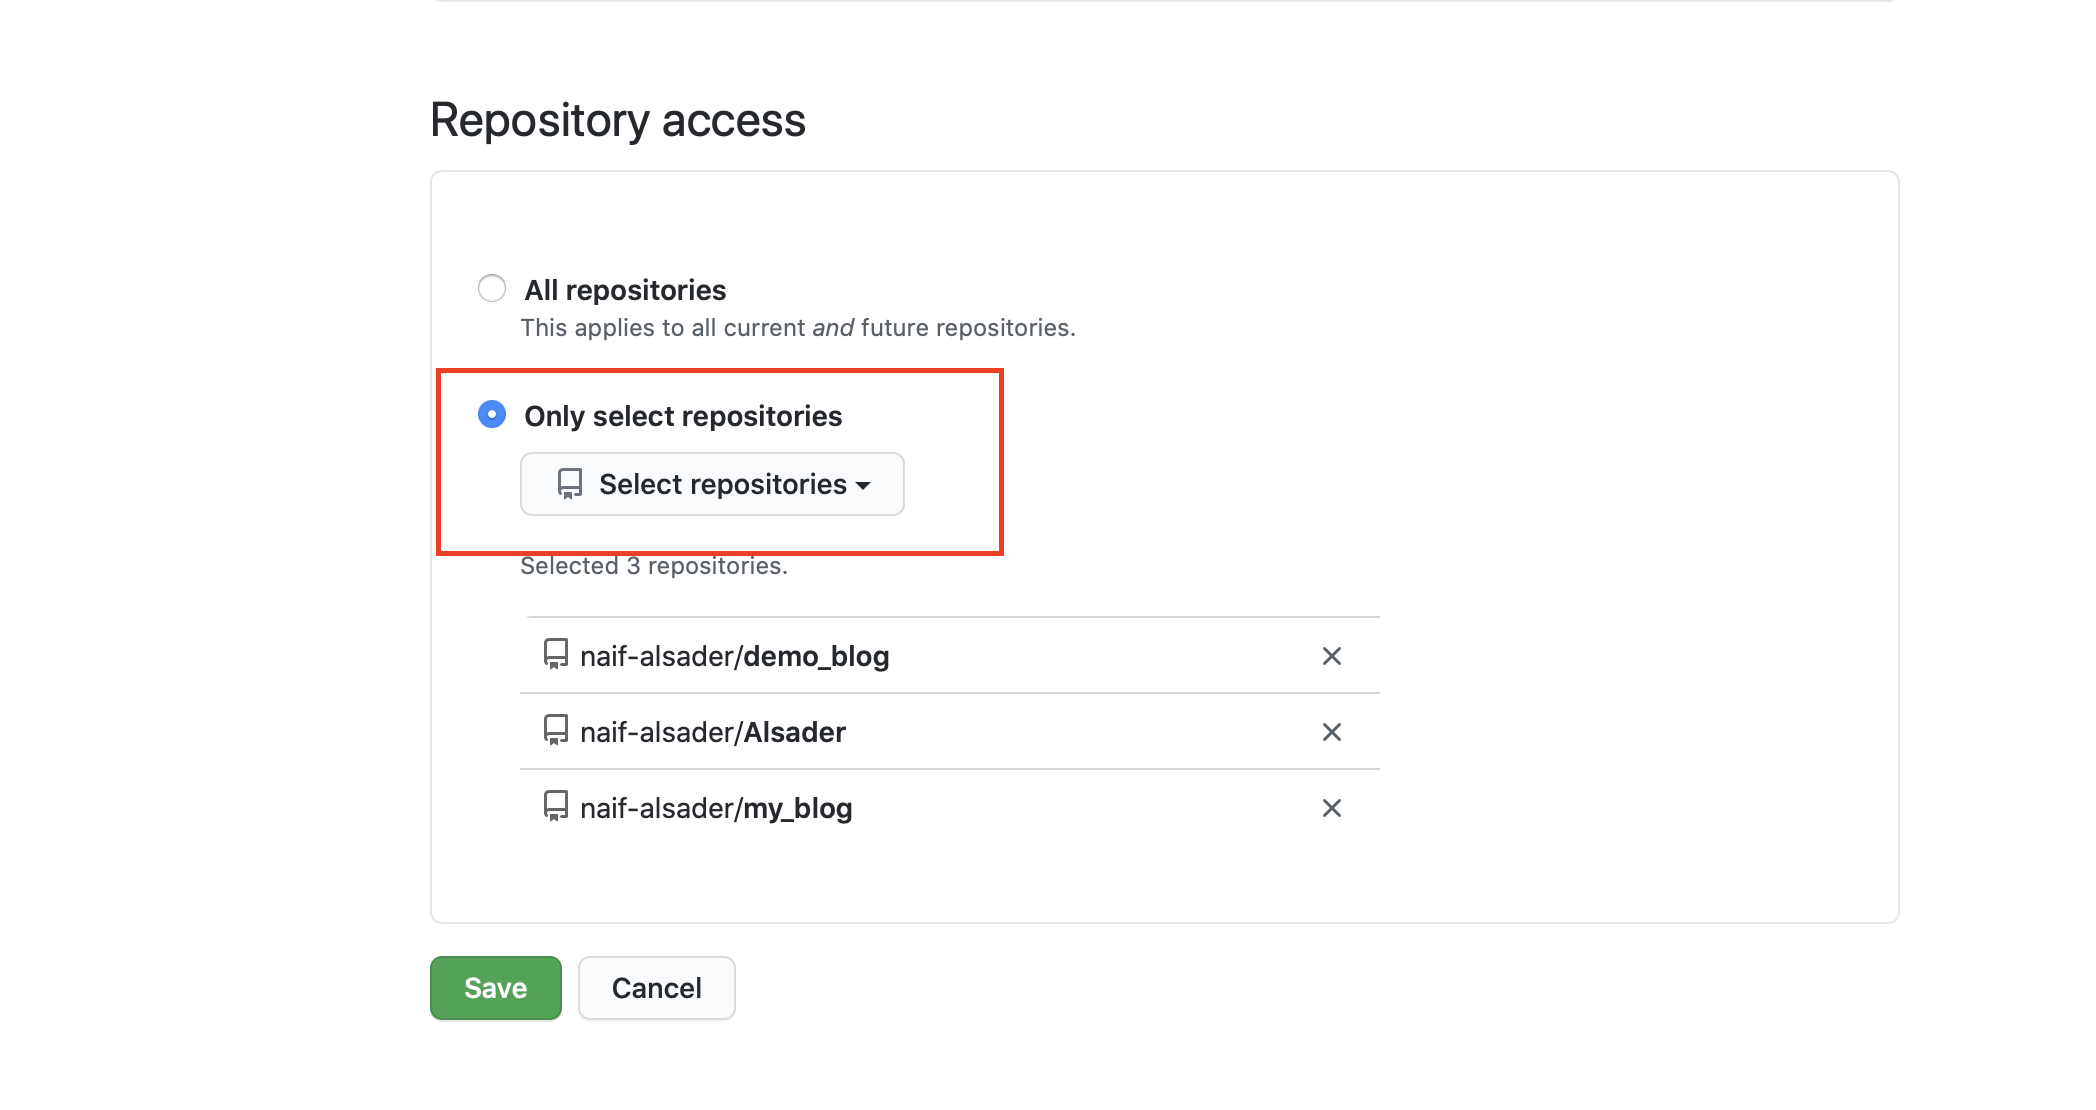 Repository access
All repositories
This applies to all current and future repositories.
Only select repositories
Select repositories
Selected 3 repositories.
naif-alsader/demo_blog
naif-alsader/Alsader
naif-alsader/my_blog
Save
Cancel